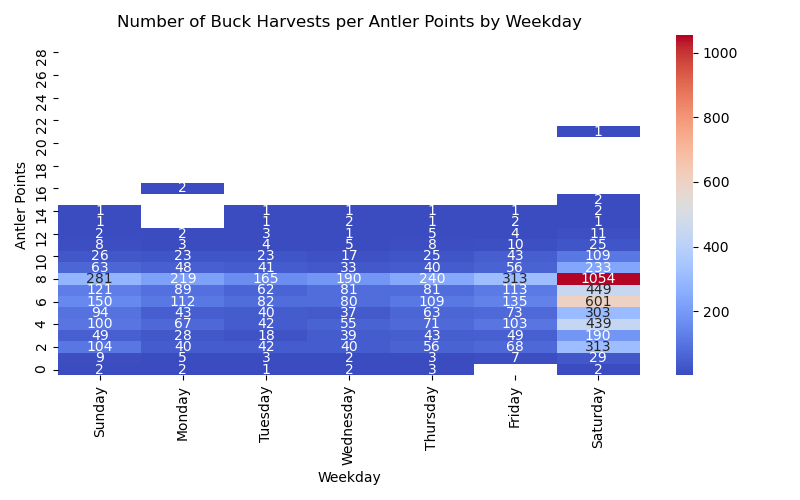 Number of Buck Harvests per Antler Points by Weekday
Antler Points
28
26
24
22
1
20
18
2
16
2
1 1 1 1 1 2
14
1 1 1 1 2 1
2 2 3 1 5 4 11
12
8 3 4 5 8 10 25
26 23 23 17 25 43 109
10
63 48 41 33 40 56 233
281 219 165 190 240 313 1054
8
121 89 62 81 81 113 449
150 112 82 80 109 135 601
6
94 43 40 37 63 73 303
100 67 42 55 71 103 439
4
49 28 18 39 43 49 190
104 40 42 40 56 68 313
2
9 5 3 2 3 7 29
2 2 1 2 3 2
0
Sunday Monday Tuesday Wednesday Thursday Friday Saturday
Weekday
1000
800
600
400
200